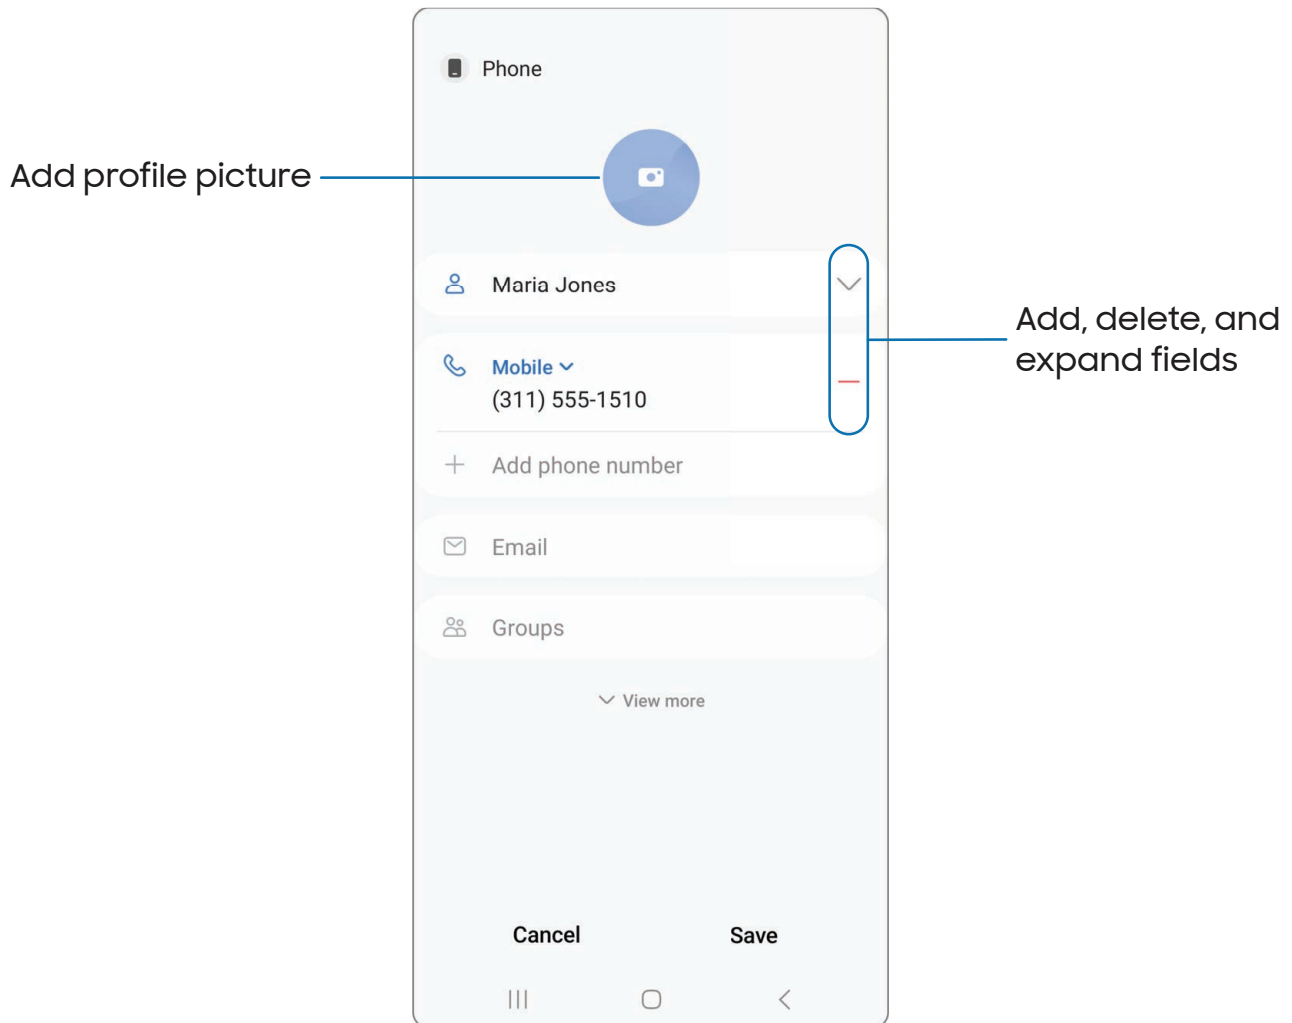 Phone
Add profile picture
Maria Jones
Add, delete, and
expand fields
Mobile
(311) 555-1510
Add phone number
Email
Groups
View more
Cancel
Save